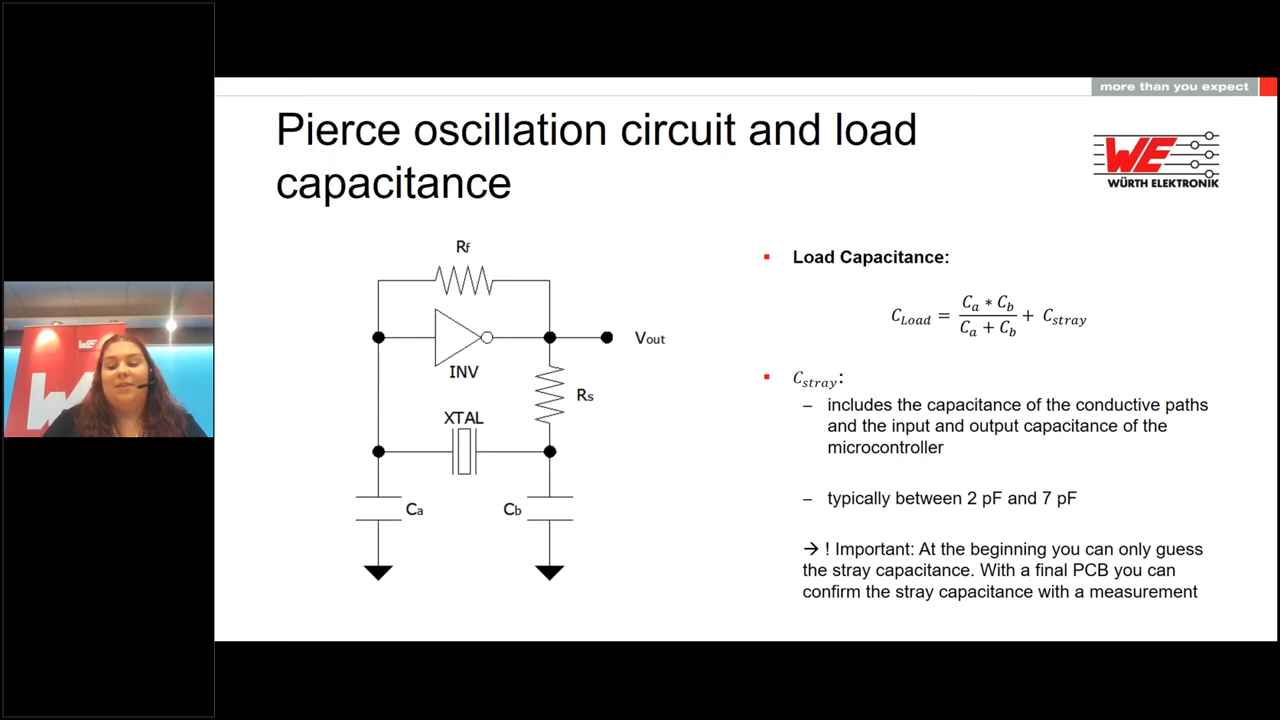 more than you expect
Pierce oscillation circuit and load
capacitance
WE
WÜRTH ELEKTRONIK
Rf
INV
Vout
Rs
XTAL
Ca
Cb
▪ Load Capacitance:
C_Load = (C_a * C_b) / (C_a + C_b) + C_stray
▪ C_stray:
– includes the capacitance of the conductive paths
and the input and output capacitance of the
microcontroller
– typically between 2 pF and 7 pF
→ ! Important: At the beginning you can only guess
the stray capacitance. With a final PCB you can
confirm the stray capacitance with a measurement
WE